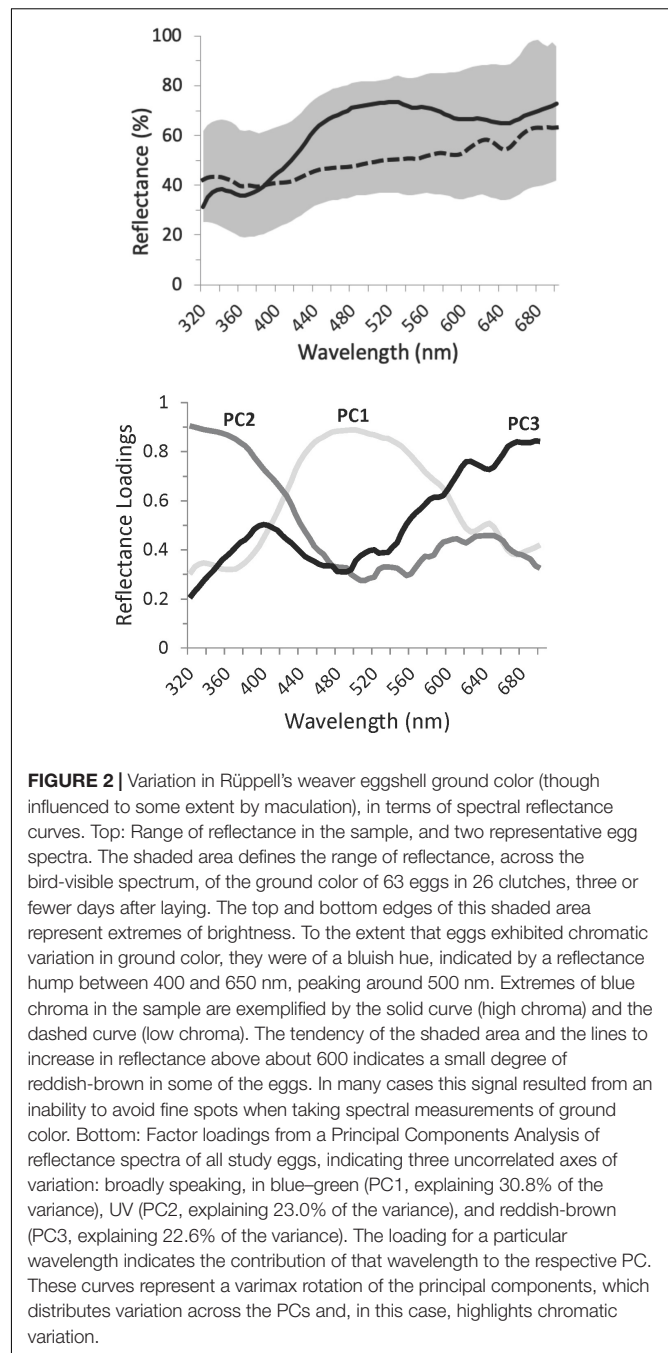 100
80
60
40
20
0
Reflectance (%)
320
360
400
440
480
520
560
600
640
680
Wavelength (nm)
1
0.8
0.6
0.4
0.2
0
Reflectance Loadings
PC2
PC1
PC3
320
360
400
440
480
520
560
600
640
680
Wavelength (nm)
FIGURE 2 | Variation in Rüppell's weaver eggshell ground color (though
influenced to some extent by maculation), in terms of spectral reflectance
curves. Top: Range of reflectance in the sample, and two representative egg
spectra. The shaded area defines the range of reflectance, across the
bird-visible spectrum, of the ground color of 63 eggs in 26 clutches, three or
fewer days after laying. The top and bottom edges of this shaded area
represent extremes of brightness. To the extent that eggs exhibited chromatic
variation in ground color, they were of a bluish hue, indicated by a reflectance
hump between 400 and 650 nm, peaking around 500 nm. Extremes of blue
chroma in the sample are exemplified by the solid curve (high chroma) and the
dashed curve (low chroma). The tendency of the shaded area and the lines to
increase in reflectance above about 600 indicates a small degree of
reddish-brown in some of the eggs. In many cases this signal resulted from an
inability to avoid fine spots when taking spectral measurements of ground
color. Bottom: Factor loadings from a Principal Components Analysis of
reflectance spectra of all study eggs, indicating three uncorrelated axes of
variation: broadly speaking, in blue–green (PC1, explaining 30.8% of the
variance), UV (PC2, explaining 23.0% of the variance), and reddish-brown
(PC3, explaining 22.6% of the variance). The loading for a particular
wavelength indicates the contribution of that wavelength to the respective PC.
These curves represent a varimax rotation of the principal components, which
distributes variation across the PCs and, in this case, highlights chromatic
variation.